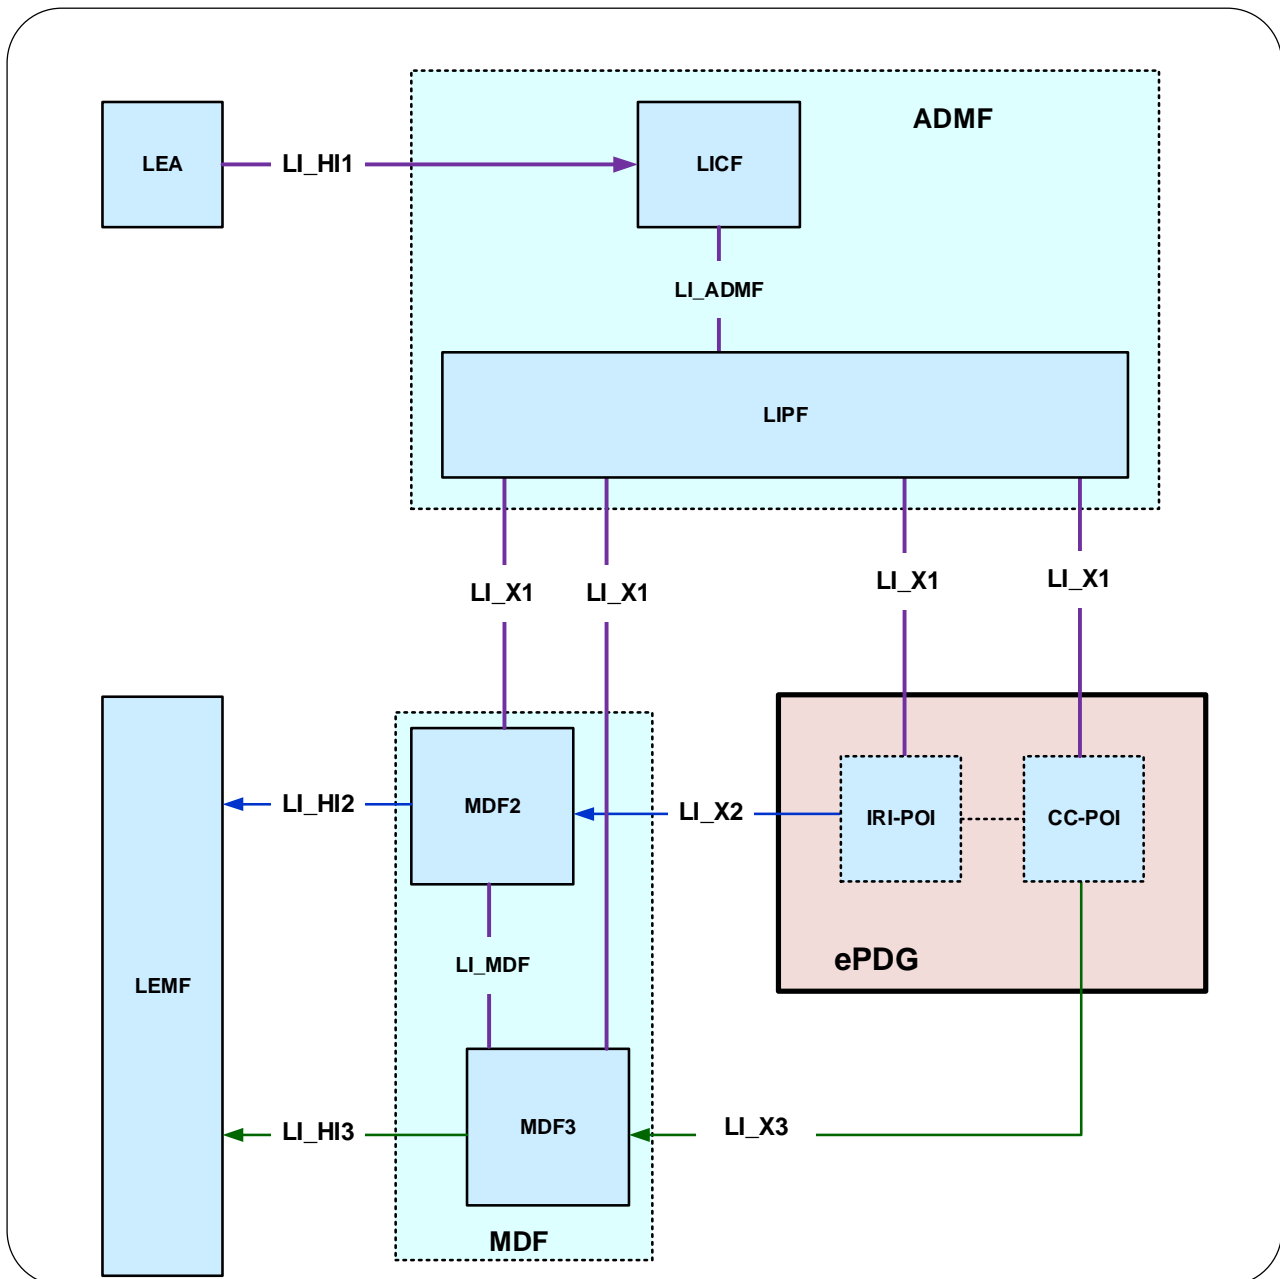 ADMF
LEA
LI_HI1
LICF
LI_ADMF
LIPF
LI_X1
LI_X1
LI_X1
LI_X1
LI_HI2
MDF2
LI_X2
IRI-POI
CC-POI
LI_MDF
ePDG
LEMF
LI_HI3
MDF3
LI_X3
MDF